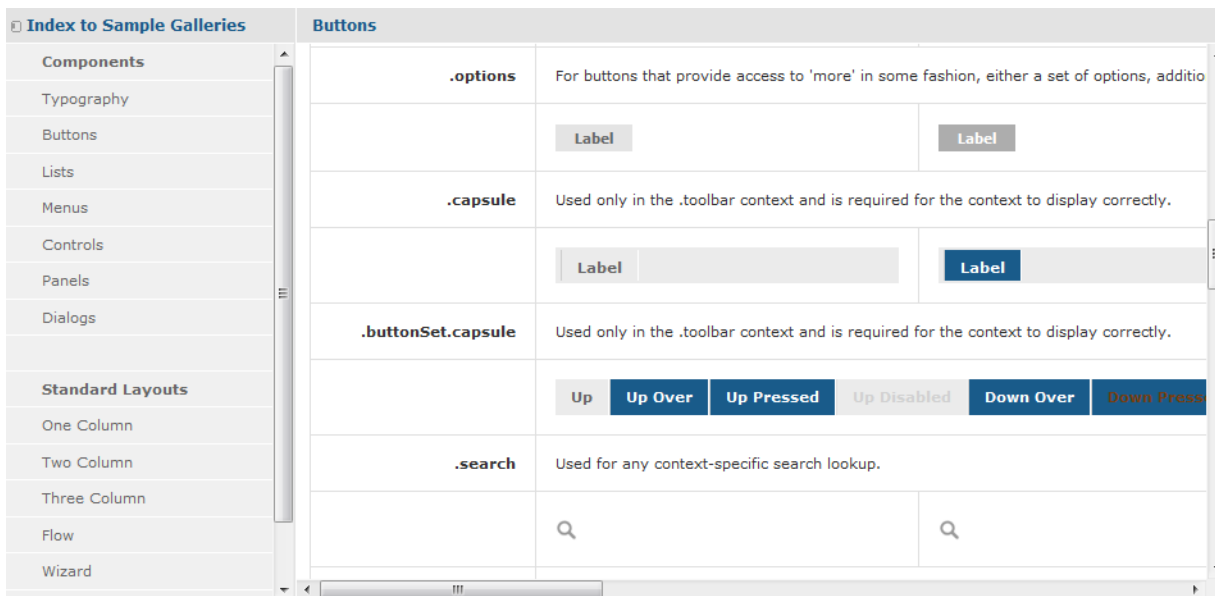 Index to Sample Galleries
Components
Typography
Buttons
Lists
Menus
Controls
Panels
Dialogs
Standard Layouts
One Column
Two Column
Three Column
Flow
Wizard
Buttons
.options For buttons that provide access to 'more' in some fashion, either a set of options, additio
Label Label
.capsule Used only in the .toolbar context and is required for the context to display correctly.
Label Label
.buttonSet.capsule Used only in the .toolbar context and is required for the context to display correctly.
Up Up Over Up Pressed Up Disabled Down Over Down Presse
.search Used for any context-specific search lookup.